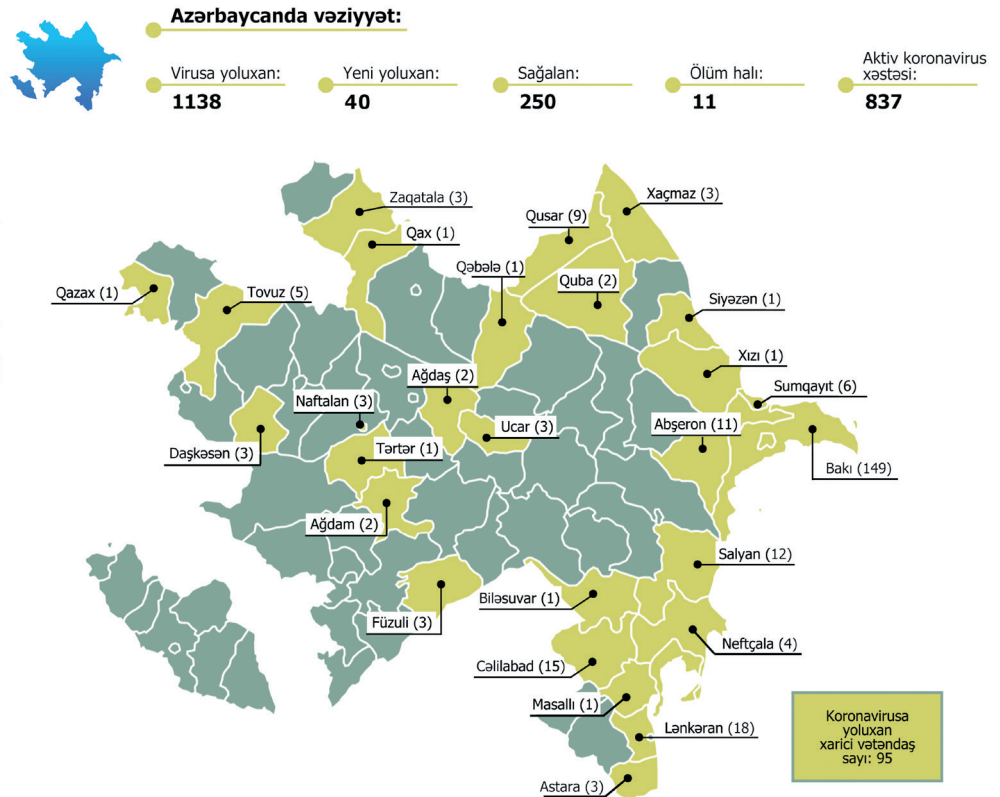 Azərbaycanda vəziyyət:
Virusa yoluxan:
1138
Yeni yoluxan:
40
Sağalan:
250
Ölüm halı:
11
Aktiv koronavirus
xəstəsi:
837
Zaqatala (3)
Xaçmaz (3)
Qusar (9)
Qax (1)
Qəbələ (1)
Quba (2)
Qazax (1)
Tovuz (5)
Siyəzən (1)
Xızı (1)
Ağdaş (2)
Sumqayıt (6)
Naftalan (3)
Ucar (3)
Abşeron (11)
Daşkəsən (3)
Tərtər (1)
Bakı (149)
Ağdam (2)
Salyan (12)
Biləsuvar (1)
Füzuli (3)
Neftçala (4)
Cəlilabad (15)
Masallı (1)
Lənkəran (18)
Astara (3)
Koronavirusa
yoluxan
xarici vətəndaş
sayı: 95